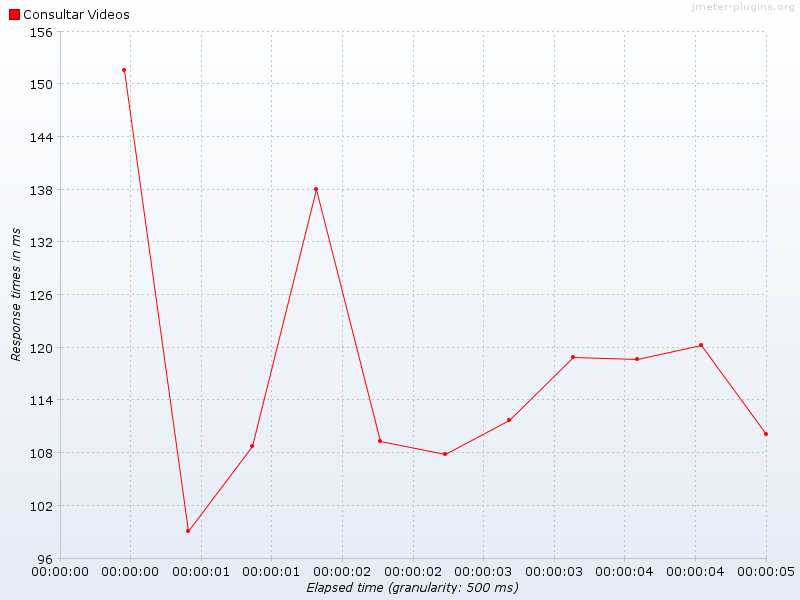 jmeter-plugins.org
Consultar Videos
156
150
144
138
132
126
120
114
108
102
96
Response times in ms
00:00:00 00:00:00 00:00:01 00:00:01 00:00:02 00:00:02 00:00:03 00:00:03 00:00:04 00:00:04 00:00:05
Elapsed time (granularity: 500 ms)